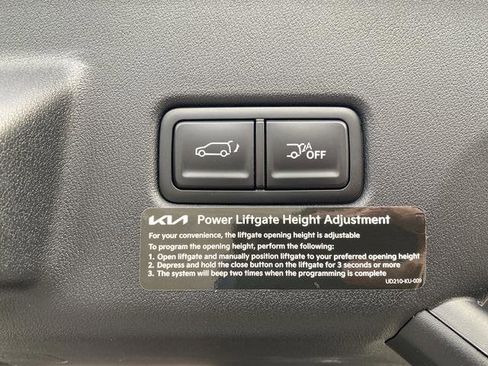 A
OFF
KIA Power Liftgate Height Adjustment
For your convenience, the liftgate opening height is adjustable
To program the opening height, perform the following:
1. Open liftgate and manually position liftgate to your preferred opening height
2. Depress and hold the close button on the liftgate for 3 seconds or more
3. The system will beep two times when the programming is complete